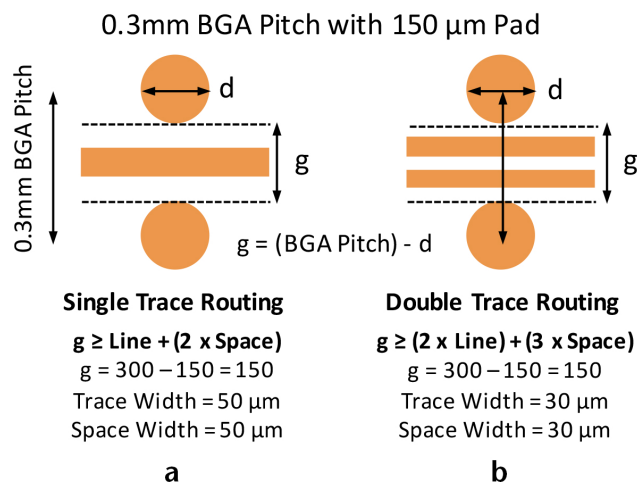 0.3mm BGA Pitch with 150 µm Pad
0.3mm BGA Pitch
d
g
d
g
g = (BGA Pitch) - d
Single Trace Routing
g ≥ Line + (2 x Space)
g = 300 – 150 = 150
Trace Width = 50 µm
Space Width = 50 µm
a
Double Trace Routing
g ≥ (2 x Line) + (3 x Space)
g = 300 – 150 = 150
Trace Width = 30 µm
Space Width = 30 µm
b